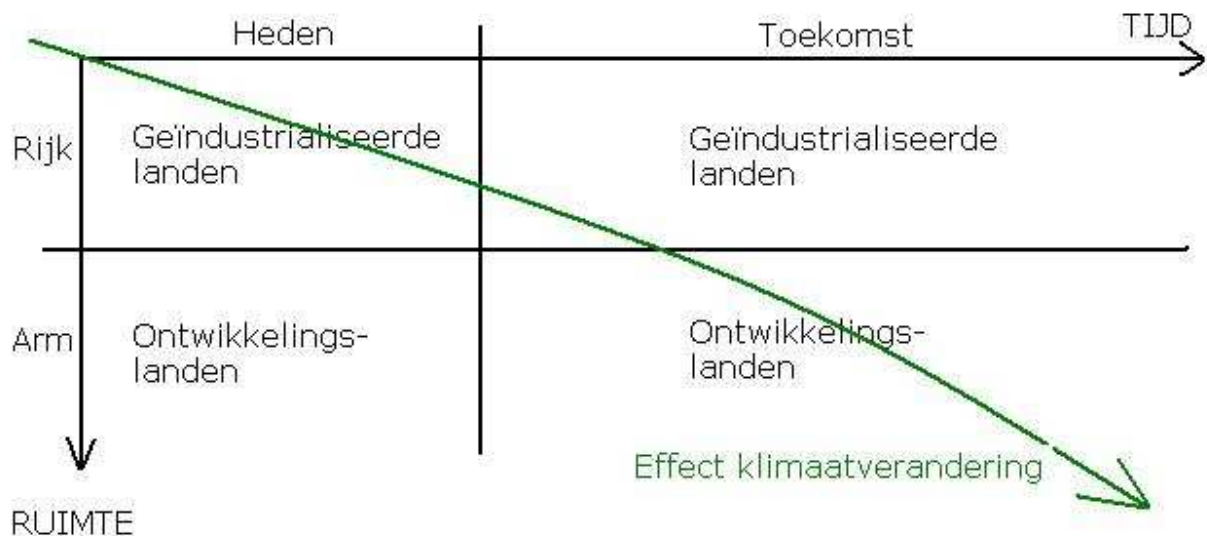 Heden
Toekomst
TIJD
Rijk
Geïndustrialiseerde
landen
Geïndustrialiseerde
landen
Arm
Ontwikkelings-
landen
Ontwikkelings-
landen
Effect klimaatverandering
RUIMTE